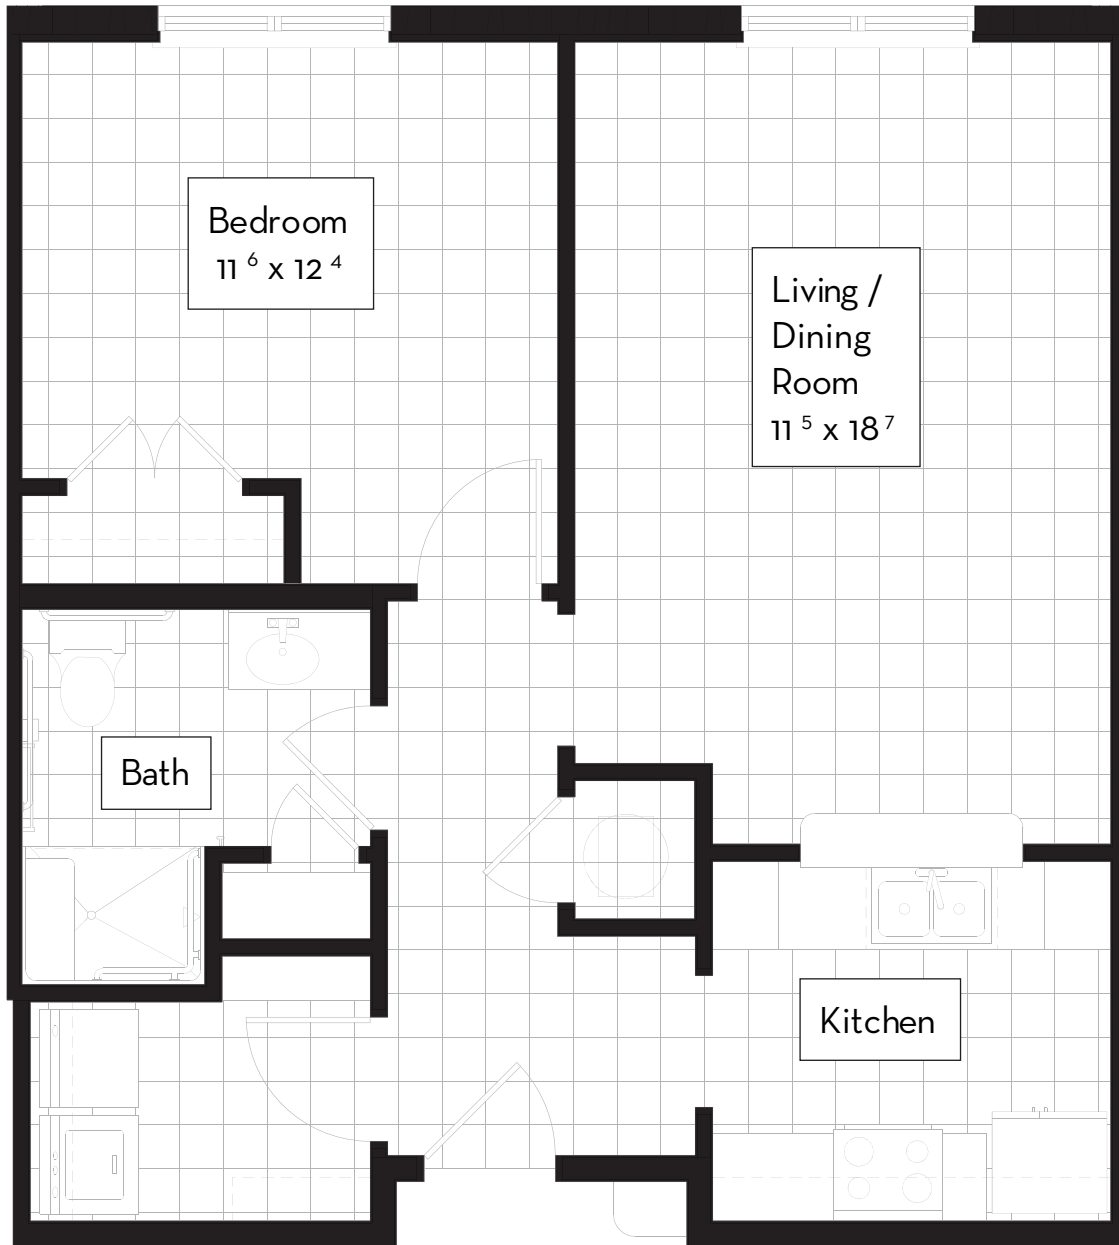 Bedroom
11 ⁶ x 12 ⁴
Living /
Dining
Room
11 ⁵ x 18 ⁷
Bath
Kitchen